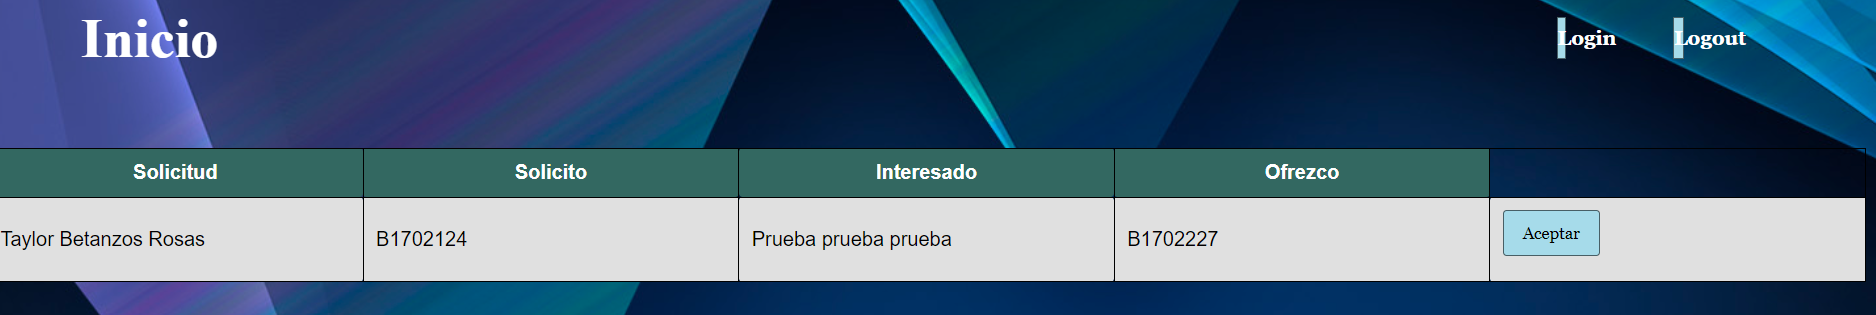 Inicio Login Logout
Solicitud Solicito Interesado Ofrezco
Taylor Betanzos Rosas B1702124 Prueba prueba prueba B1702227 Aceptar